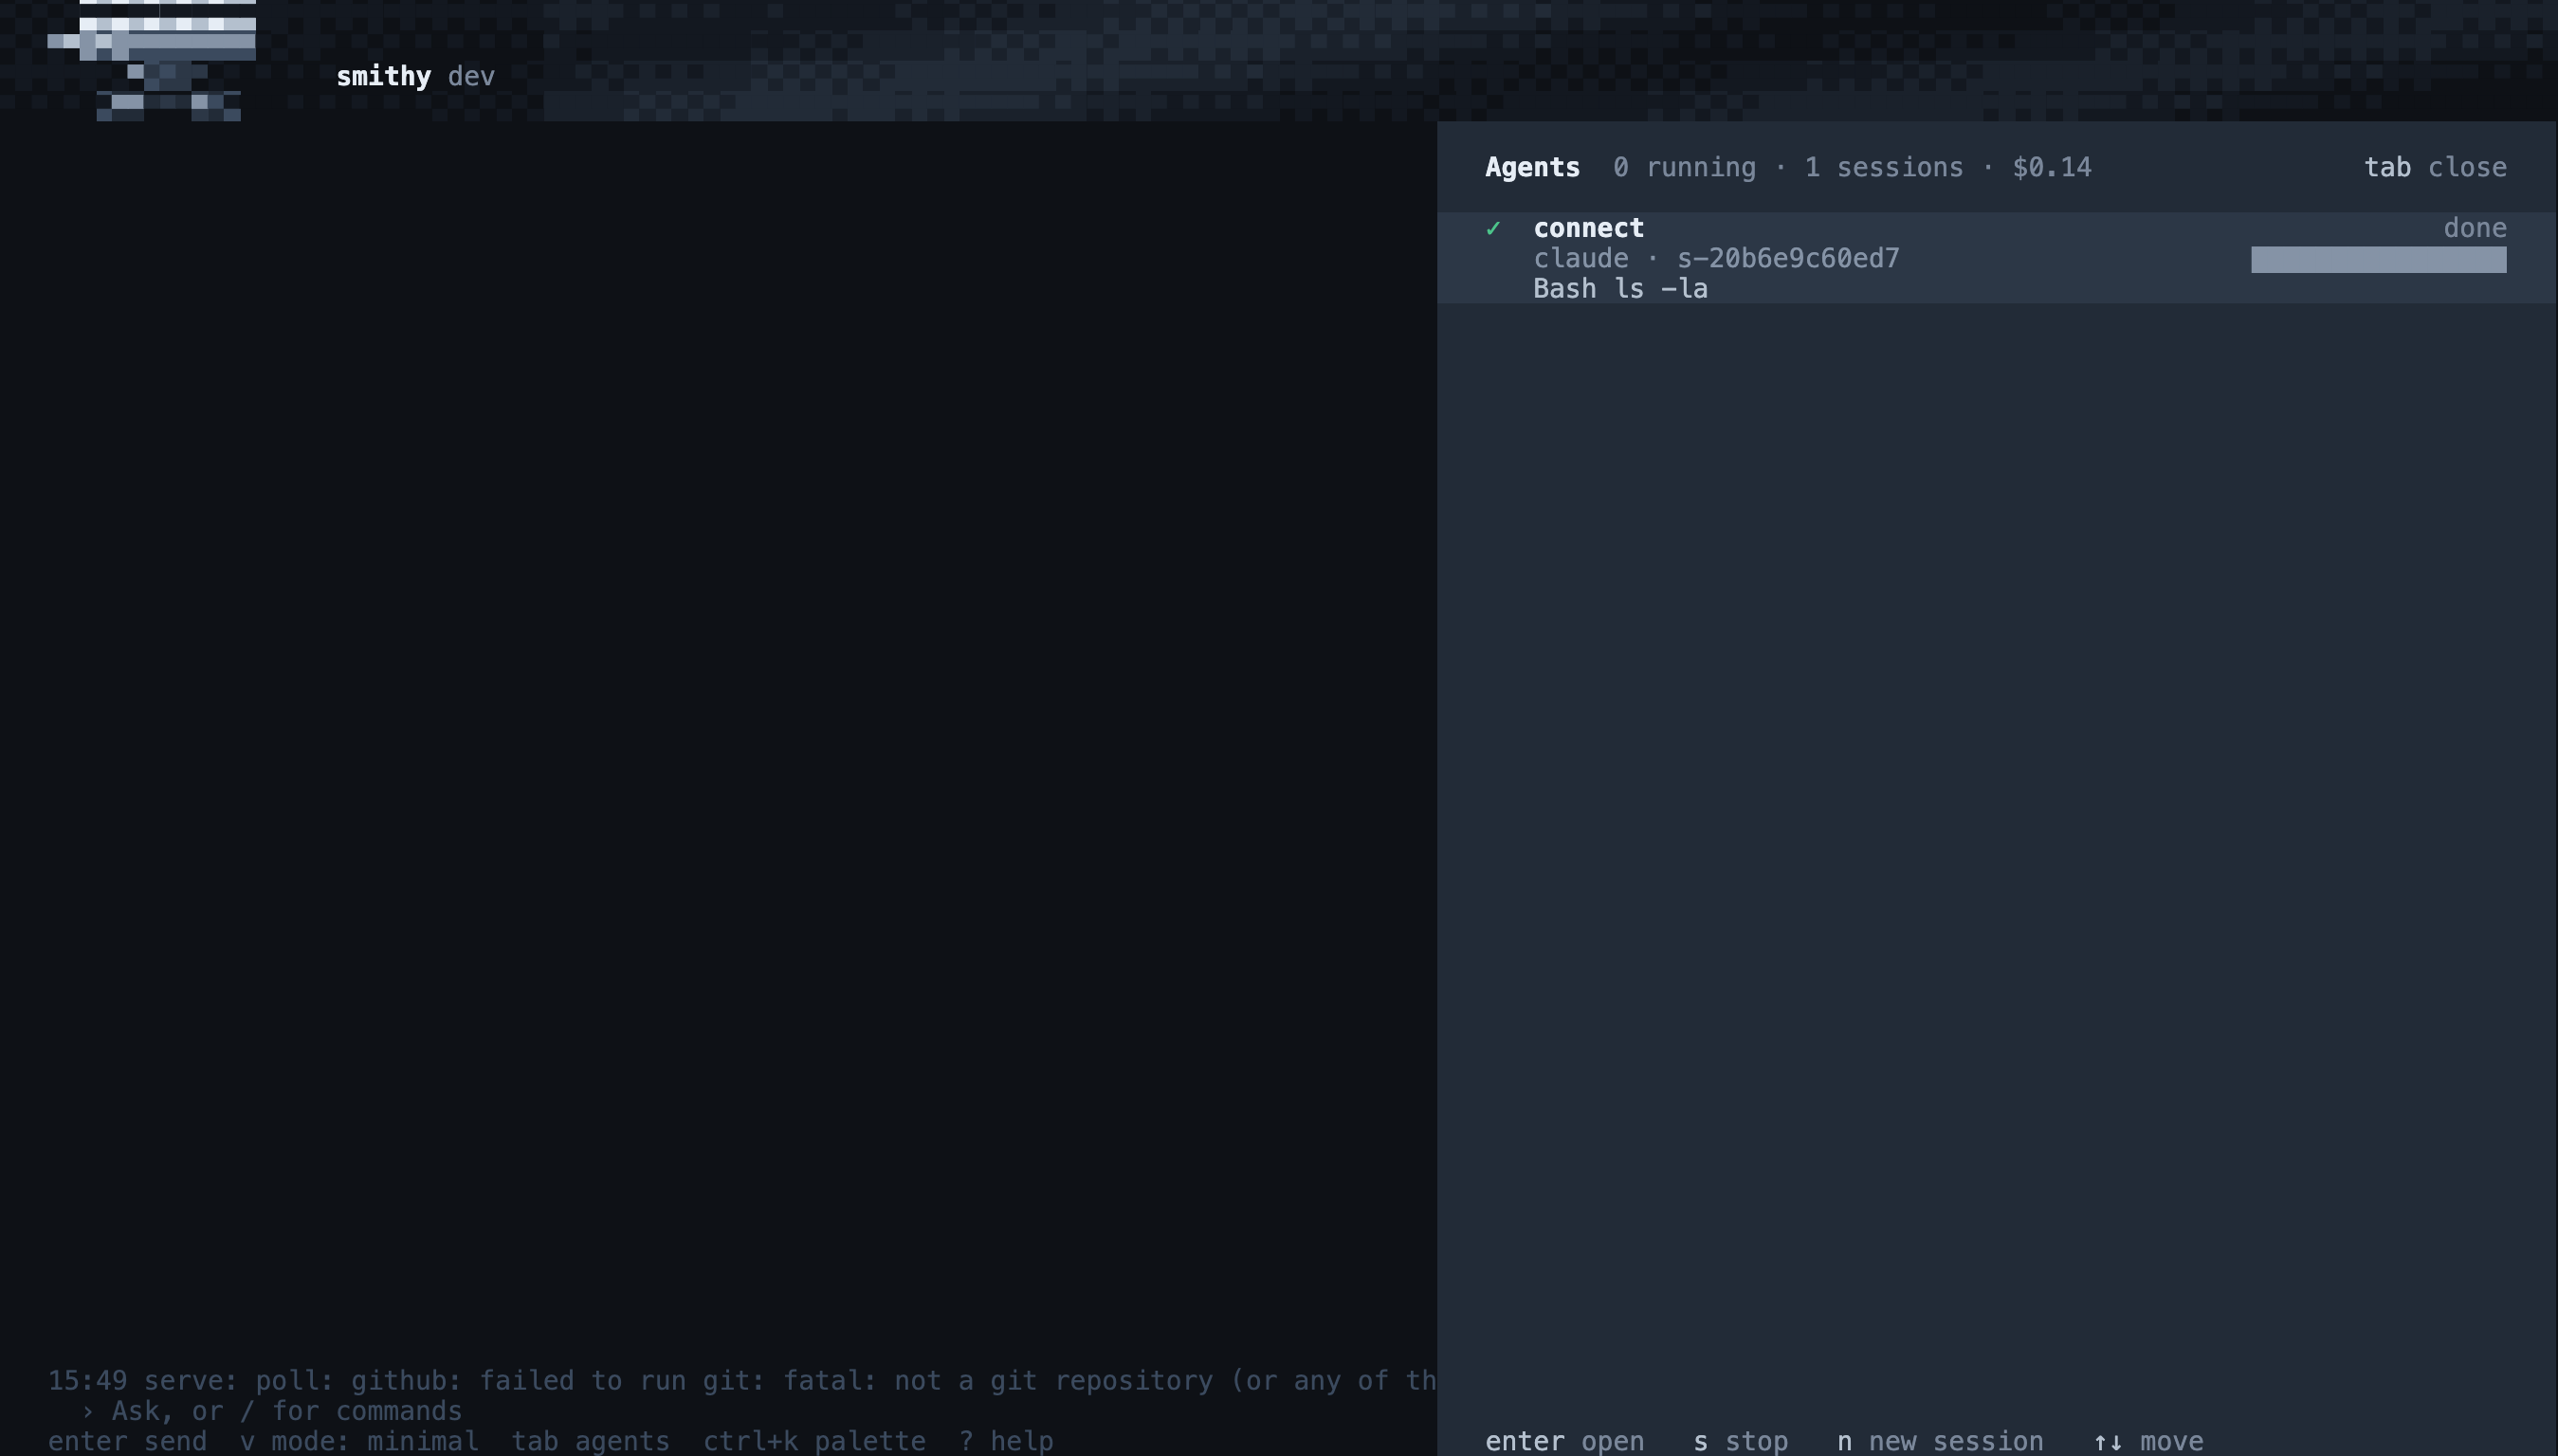 smithy dev
Agents  0 running · 1 sessions · $0.14  tab close
✓ connect  done
claude · s-20b6e9c60ed7
Bash ls -la
15:49 serve: poll: github: failed to run git: fatal: not a git repository (or any of th
› Ask, or / for commands
enter send  v mode: minimal  tab agents  ctrl+k palette  ? help
enter open  s stop  n new session  ↑↓ move